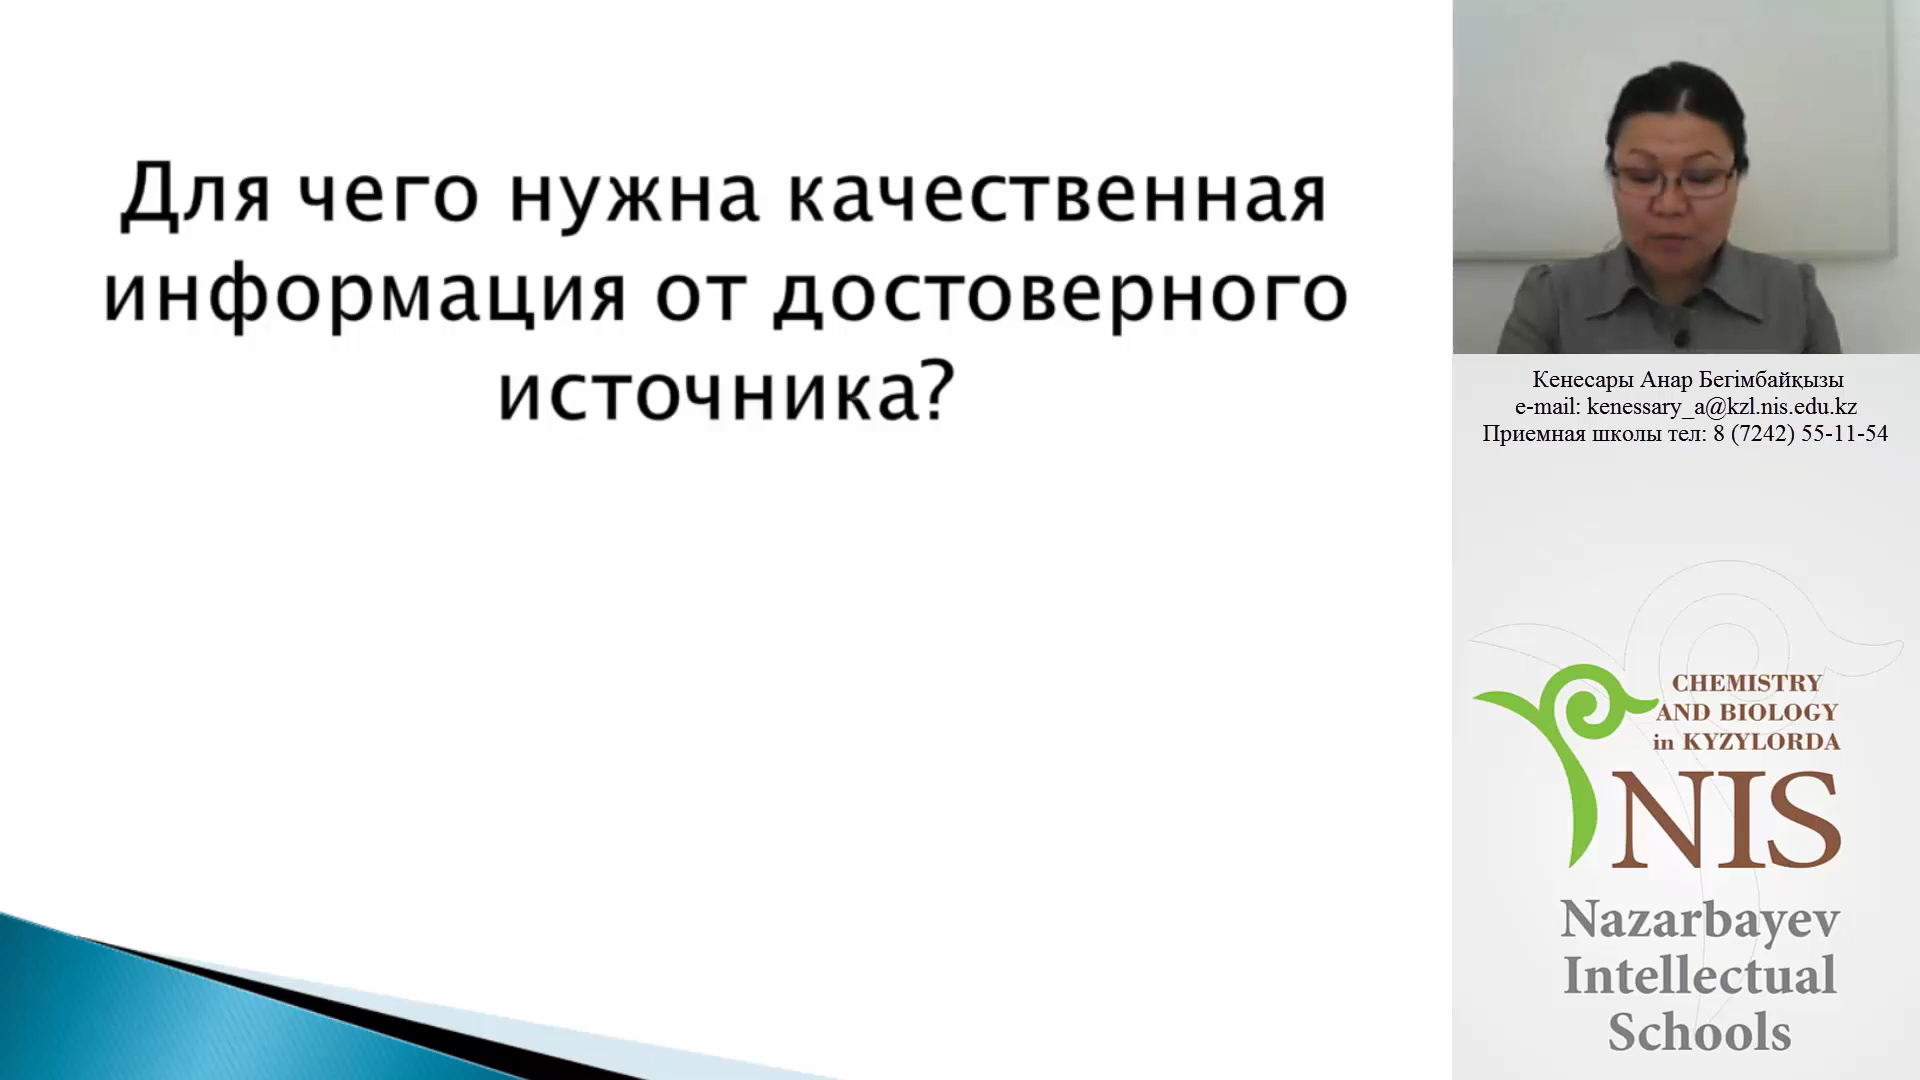 Для чего нужна качественная
информация от достоверного
источника?
Кенесары Анар Бегімбайқызы
e-mail: kenessary_a@kzl.nis.edu.kz
Приемная школы тел: 8 (7242) 55-11-54
CHEMISTRY
AND BIOLOGY
in KYZYLORDA
NIS
Nazarbayev
Intellectual
Schools